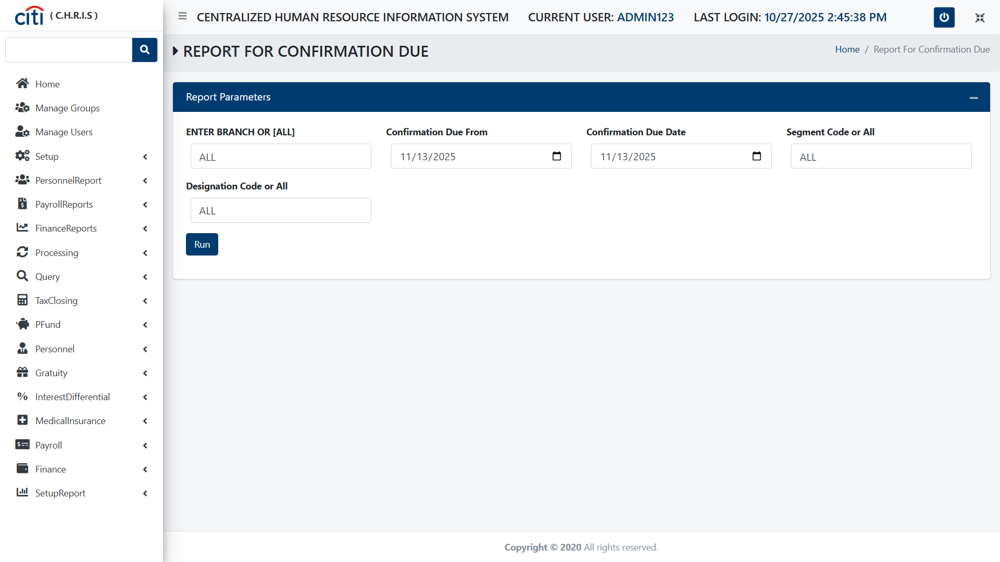 citi ( C.H.R.I.S )
CENTRALIZED HUMAN RESOURCE INFORMATION SYSTEM CURRENT USER: ADMIN123 LAST LOGIN: 10/27/2025 2:45:38 PM
REPORT FOR CONFIRMATION DUE
Home / Report For Confirmation Due
Home
Manage Groups
Manage Users
Setup
PersonnelReport
PayrollReports
FinanceReports
Processing
Query
TaxClosing
PFund
Personnel
Gratuity
% InterestDifferential
MedicalInsurance
Payroll
Finance
SetupReport
Report Parameters
ENTER BRANCH OR [ALL]
ALL
Confirmation Due From
11/13/2025
Confirmation Due Date
11/13/2025
Segment Code or All
ALL
Designation Code or All
ALL
Run
Copyright © 2020 All rights reserved.